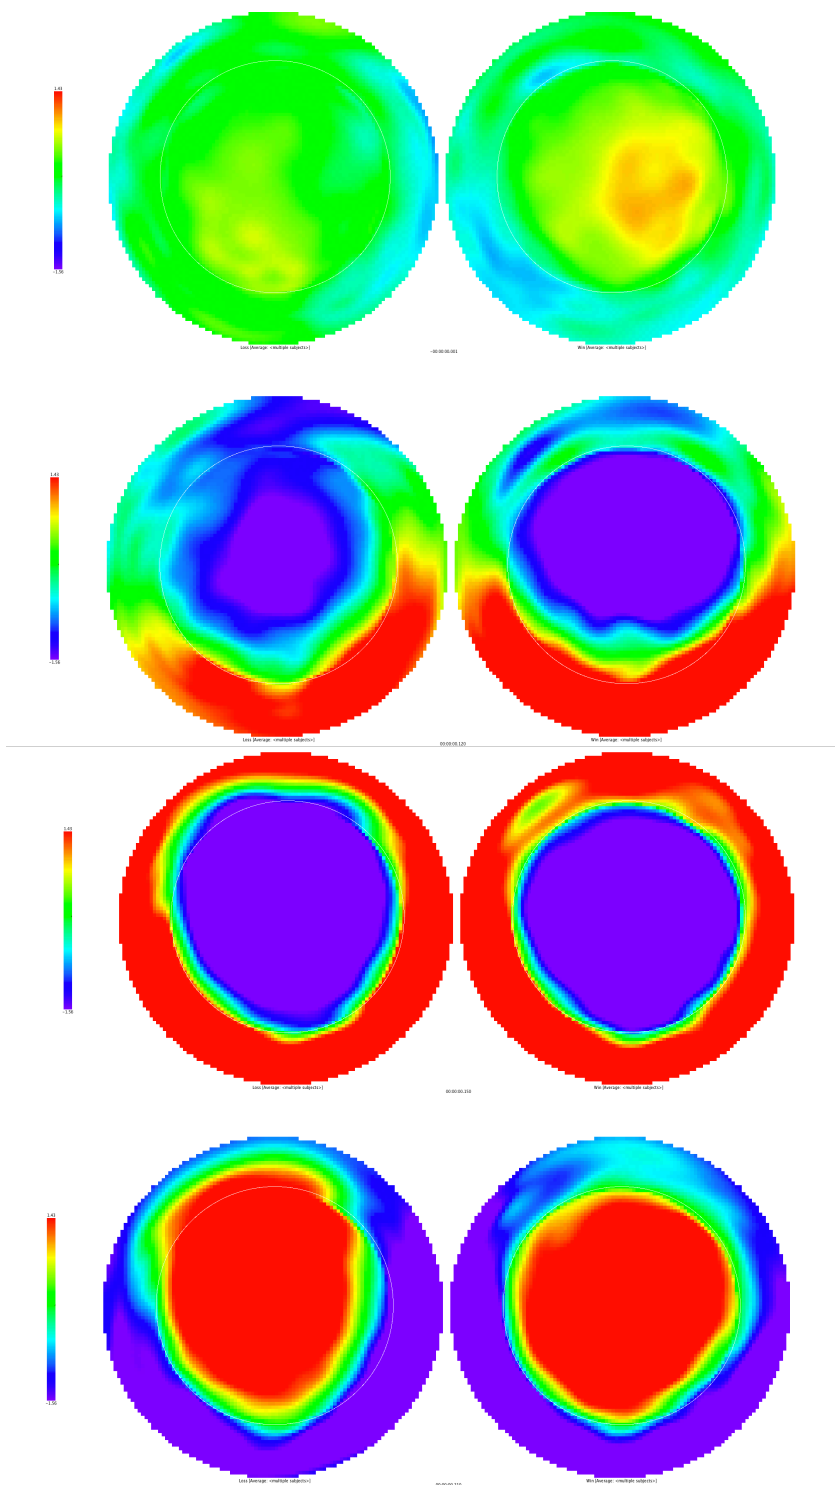 1.43
-1.56
Loss [Average: <multiple subjects>]
Win [Average: <multiple subjects>]
-00:00:00.001
1.43
-1.56
Loss [Average: <multiple subjects>]
Win [Average: <multiple subjects>]
00:00:00.120
1.43
-1.56
Loss [Average: <multiple subjects>]
Win [Average: <multiple subjects>]
1.43
-1.56
Loss [Average: <multiple subjects>]
Win [Average: <multiple subjects>]